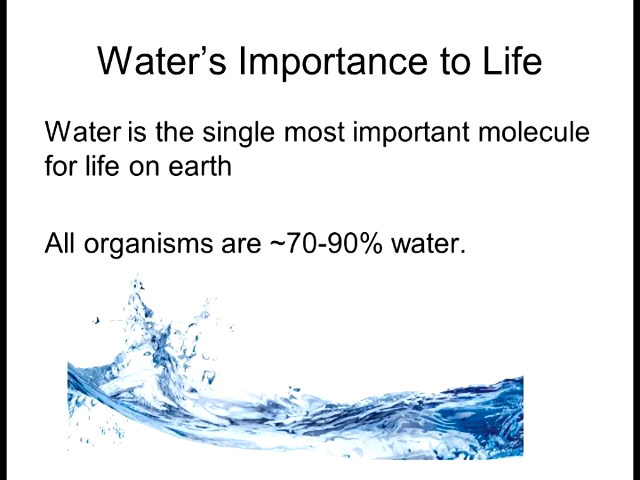 Water’s Importance to Life
Water is the single most important molecule
for life on earth
All organisms are ~70-90% water.